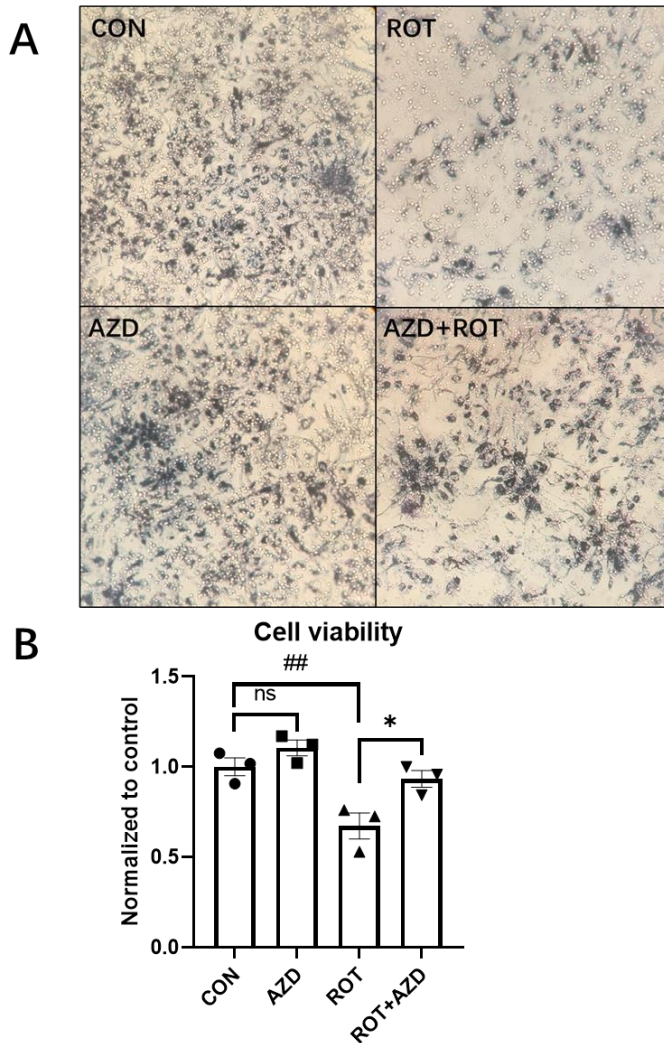 A
CON
ROT
AZD
AZD+ROT
B
Cell viability
##
ns
*
Normalized to control
1.5
1.0
0.5
0.0
CON
AZD
ROT
ROT+AZD